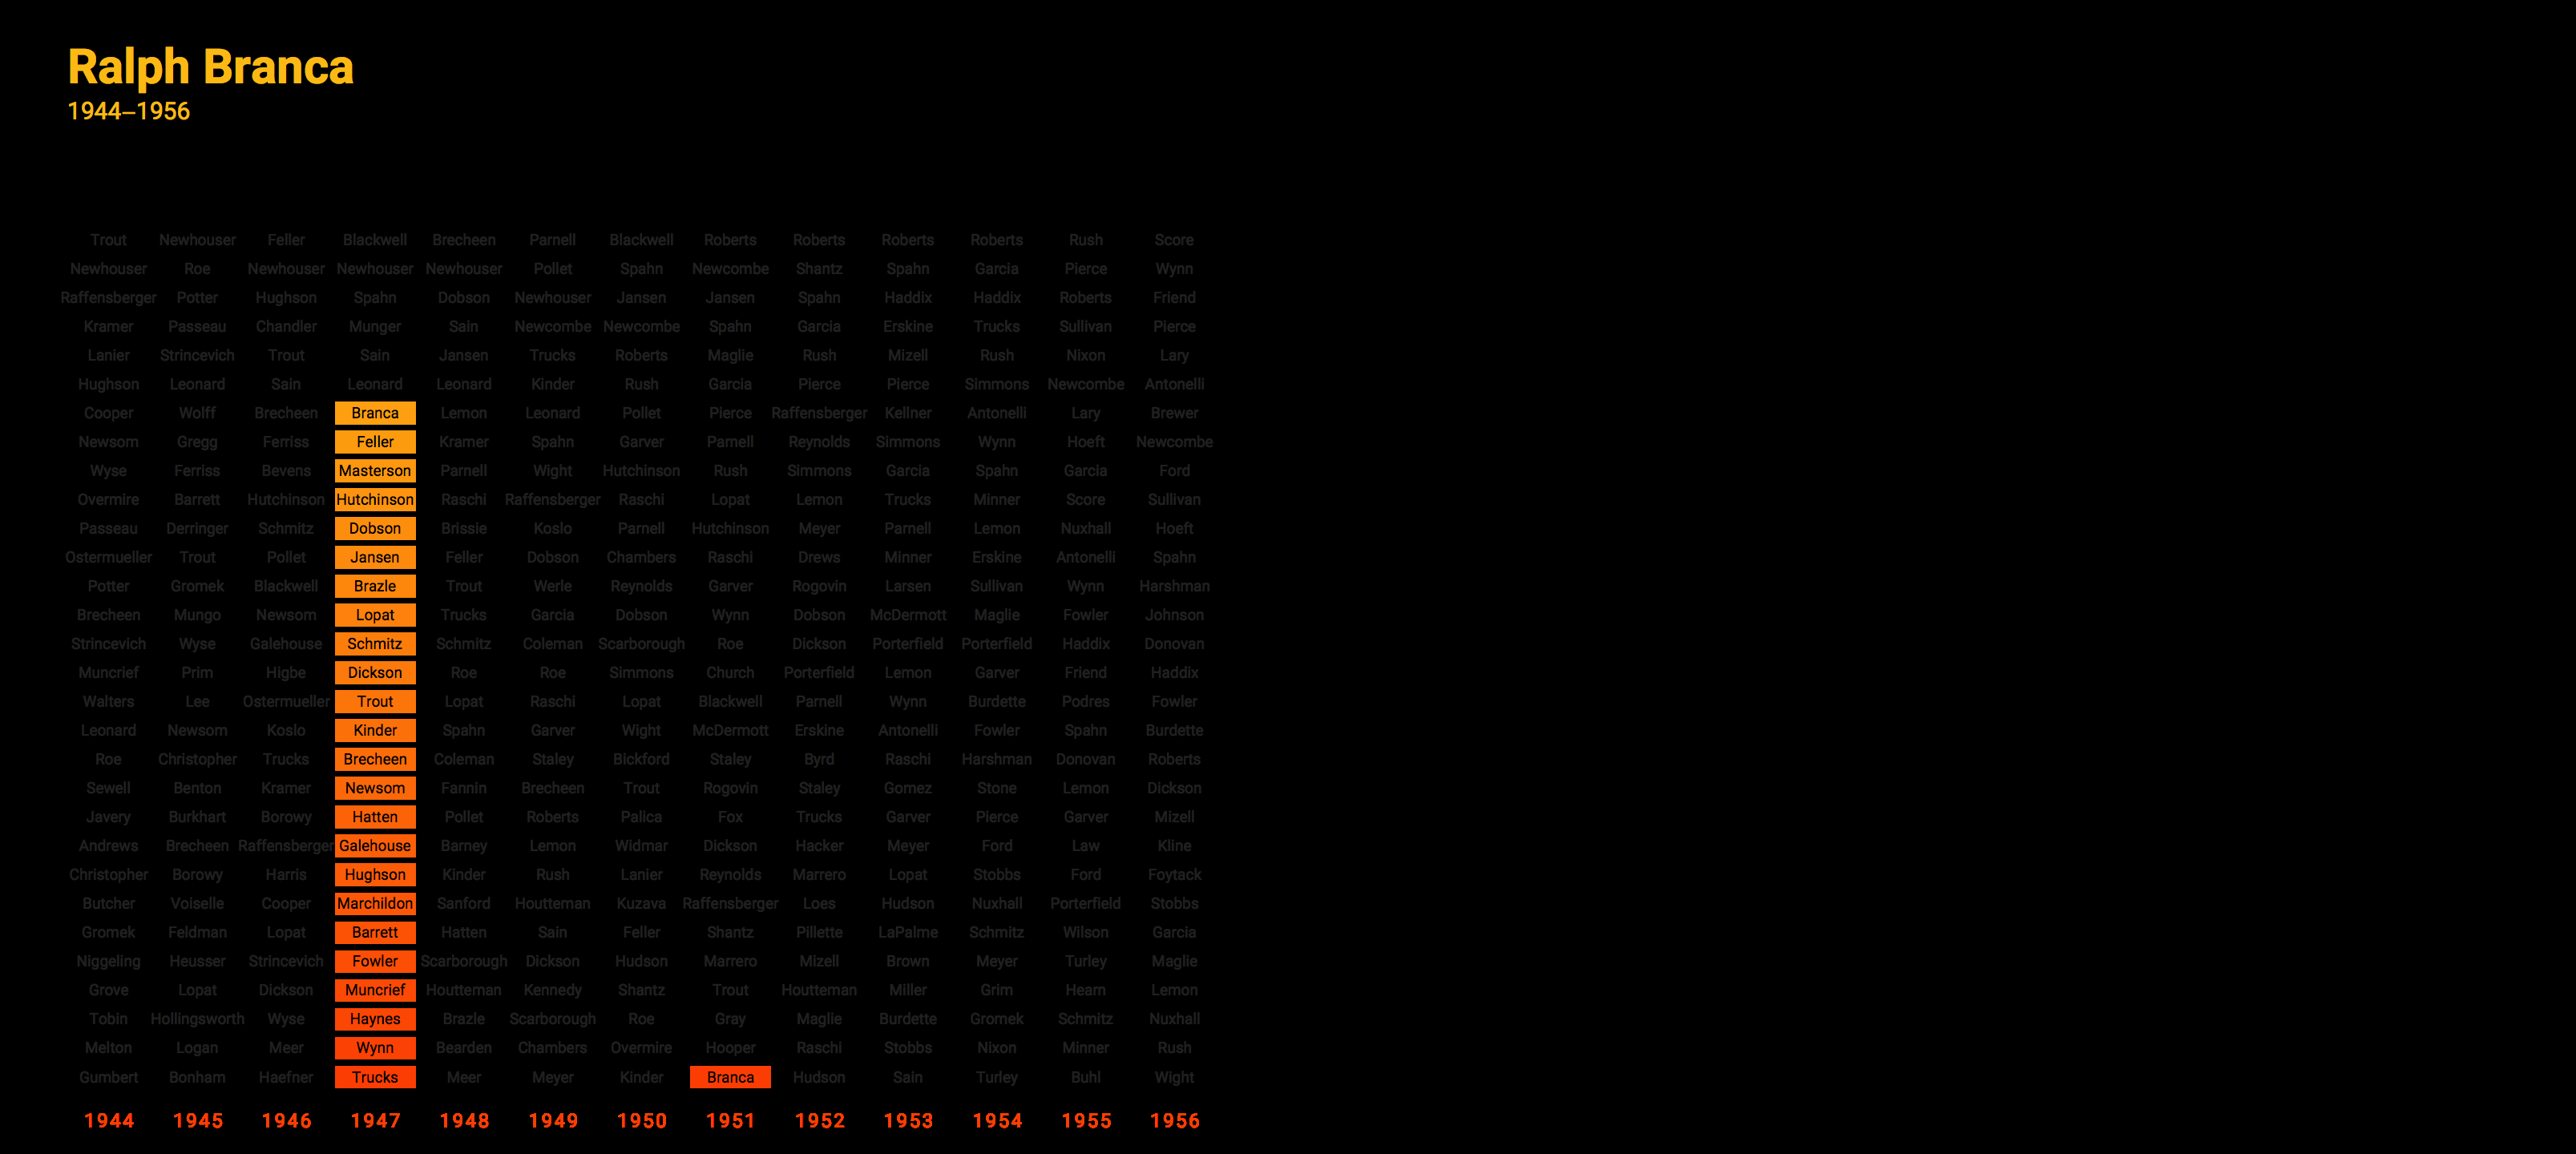 Ralph Branca
1944–1956
Trout Newhouser Feller Blackwell Brecheen Parnell Blackwell Roberts Roberts Roberts Roberts Rush Score
Newhouser Roe Newhouser Newhouser Newhouser Pollet Spahn Newcombe Shantz Spahn Garcia Pierce Wynn
Raffensberger Potter Hughson Spahn Dobson Newhouser Jansen Jansen Spahn Haddix Haddix Roberts Friend
Kramer Passeau Chandler Munger Sain Newcombe Newcombe Spahn Garcia Erskine Trucks Sullivan Pierce
Lanier Strincevich Trout Sain Jansen Trucks Roberts Maglie Rush Mizell Rush Nixon Lary
Hughson Leonard Sain Leonard Leonard Kinder Rush Garcia Pierce Pierce Simmons Newcombe Antonelli
Cooper Wolff Brecheen Branca Lemon Leonard Pollet Pierce Raffensberger Kellner Antonelli Lary Brewer
Newsom Gregg Ferriss Feller Kramer Spahn Garver Parnell Reynolds Simmons Wynn Hoeft Newcombe
Wyse Ferriss Bevens Masterson Parnell Wight Hutchinson Rush Simmons Garcia Spahn Garcia Ford
Overmire Barrett Hutchinson Hutchinson Raschi Raffensberger Raschi Lopat Lemon Trucks Minner Score Sullivan
Passeau Derringer Schmitz Dobson Brissie Koslo Parnell Hutchinson Meyer Parnell Lemon Nuxhall Hoeft
Ostermueller Trout Pollet Jansen Feller Dobson Chambers Raschi Drews Minner Erskine Antonelli Spahn
Potter Gromek Blackwell Brazle Trout Werle Reynolds Garver Rogovin Larsen Sullivan Wynn Harshman
Brecheen Mungo Newsom Lopat Trucks Garcia Dobson Wynn Dobson McDermott Maglie Fowler Johnson
Strincevich Wyse Galehouse Schmitz Schmitz Coleman Scarborough Roe Dickson Porterfield Porterfield Haddix Donovan
Muncrief Prim Higbe Dickson Roe Roe Simmons Church Porterfield Lemon Garver Friend Haddix
Walters Lee Ostermueller Trout Lopat Raschi Lopat Blackwell Parnell Wynn Burdette Podres Fowler
Leonard Newsom Koslo Kinder Spahn Garver Wight McDermott Erskine Antonelli Fowler Spahn Burdette
Roe Christopher Trucks Brecheen Coleman Staley Bickford Staley Byrd Raschi Harshman Donovan Roberts
Sewell Benton Kramer Newsom Fannin Brecheen Trout Rogovin Staley Gomez Stone Lemon Dickson
Javery Burkhart Borowy Hatten Pollet Roberts Palica Fox Trucks Garver Pierce Garver Mizell
Andrews Brecheen Raffensberger Galehouse Barney Lemon Widmar Dickson Hacker Meyer Ford Law Kline
Christopher Borowy Harris Hughson Kinder Rush Lanier Reynolds Marrero Lopat Stobbs Ford Foytack
Butcher Voiselle Cooper Marchildon Sanford Houtteman Kuzava Raffensberger Loes Hudson Nuxhall Porterfield Stobbs
Gromek Feldman Lopat Barrett Hatten Sain Feller Shantz Pillette LaPalme Schmitz Wilson Garcia
Niggeling Heusser Strincevich Fowler Scarborough Dickson Hudson Marrero Mizell Brown Meyer Turley Maglie
Grove Lopat Dickson Muncrief Houtteman Kennedy Shantz Trout Houtteman Miller Grim Hearn Lemon
Tobin Hollingsworth Wyse Haynes Brazle Scarborough Roe Gray Maglie Burdette Gromek Schmitz Nuxhall
Melton Logan Meer Wynn Bearden Chambers Overmire Hooper Raschi Stobbs Nixon Minner Rush
Gumbert Bonham Haefner Trucks Meer Meyer Kinder Branca Hudson Sain Turley Buhl Wight
1944 1945 1946 1947 1948 1949 1950 1951 1952 1953 1954 1955 1956